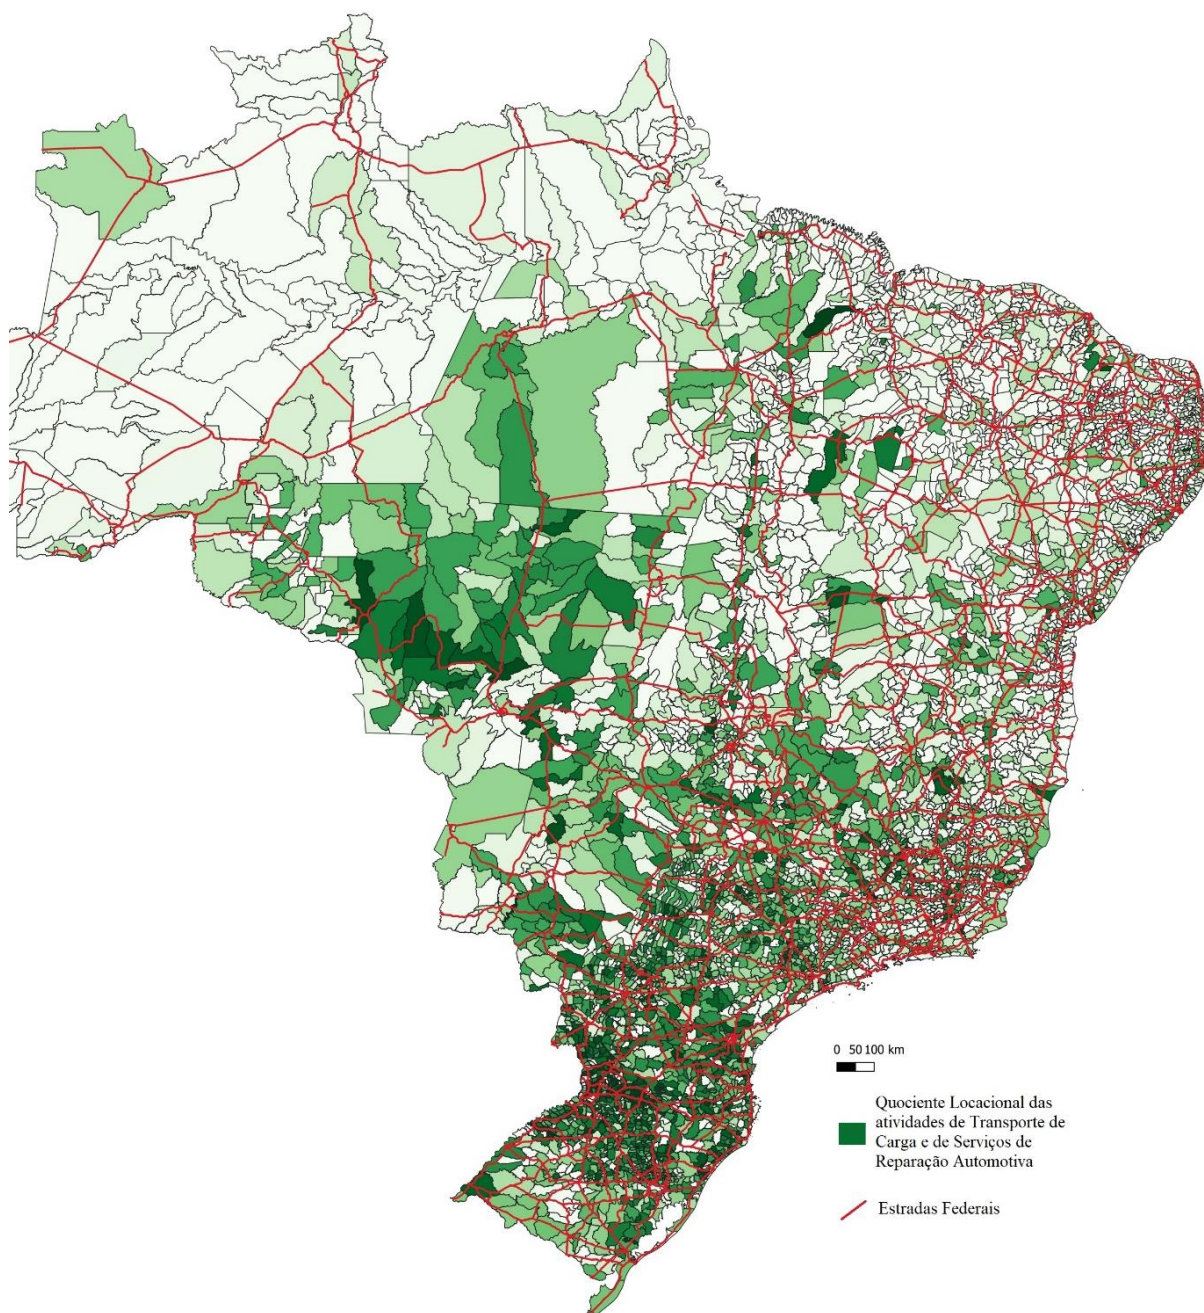 0 50 100 km
Quociente Locacional das
atividades de Transporte de
Carga e de Serviços de
Reparação Automotiva
Estradas Federais